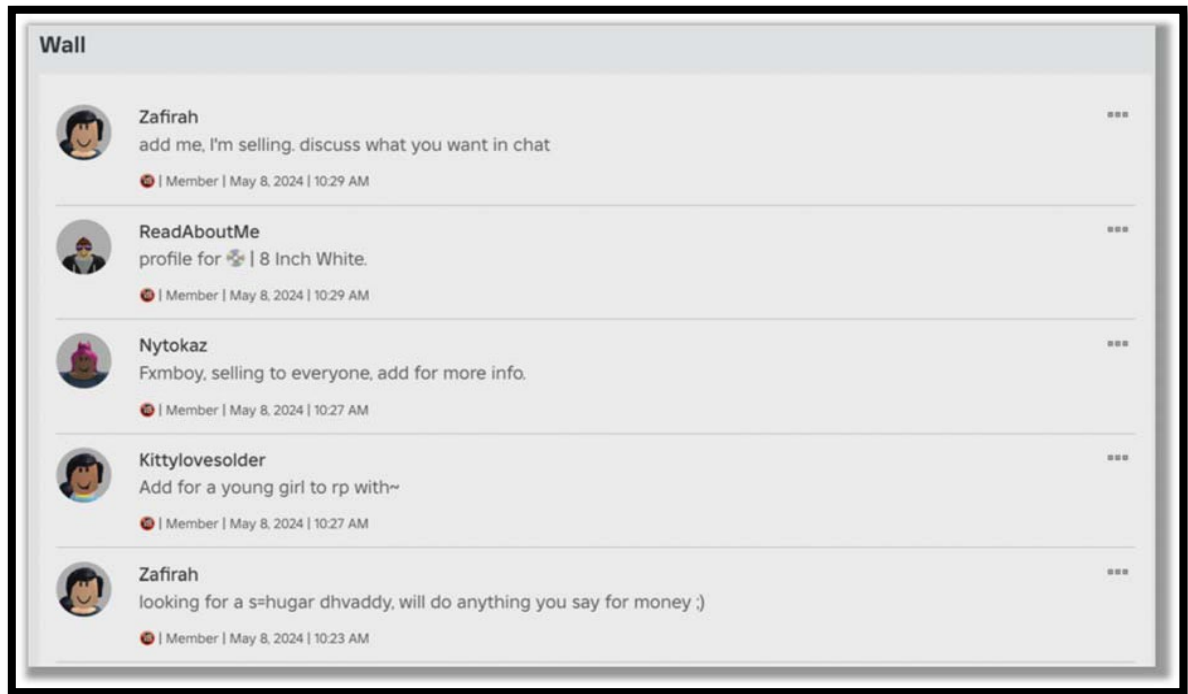 Wall
Zafirah
add me, I'm selling. discuss what you want in chat
🔞 | Member | May 8, 2024 | 10:29 AM
ReadAboutMe
profile for 💿 | 8 Inch White.
🔞 | Member | May 8, 2024 | 10:29 AM
Nytokaz
Fxmboy, selling to everyone, add for more info.
🔞 | Member | May 8, 2024 | 10:27 AM
Kittylovesolder
Add for a young girl to rp with~
🔞 | Member | May 8, 2024 | 10:27 AM
Zafirah
looking for a s=hugar dhvaddy, will do anything you say for money ;)
🔞 | Member | May 8, 2024 | 10:23 AM